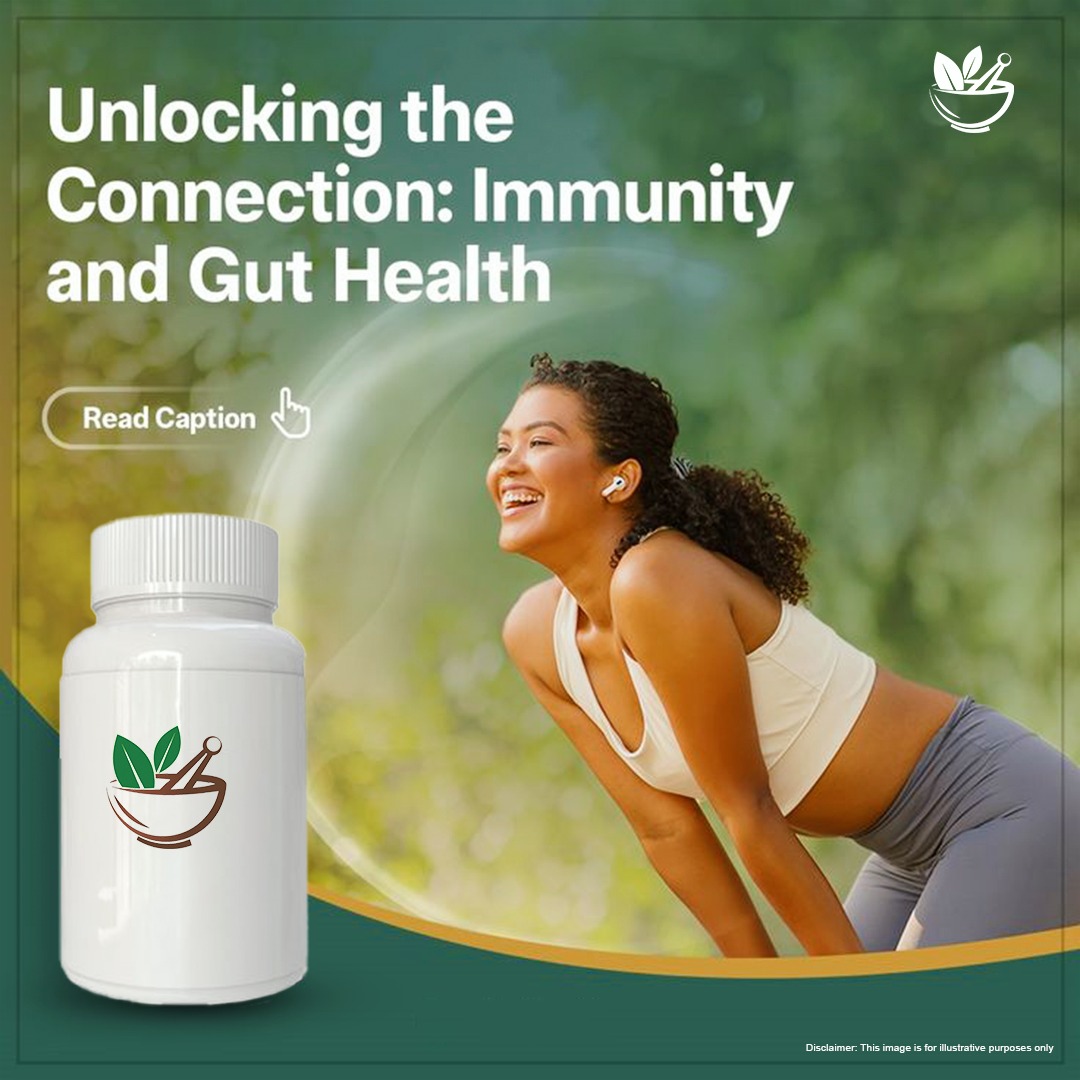 Unlocking the
Connection: Immunity
and Gut Health
Read Caption
Disclaimer: This image is for illustrative purposes only